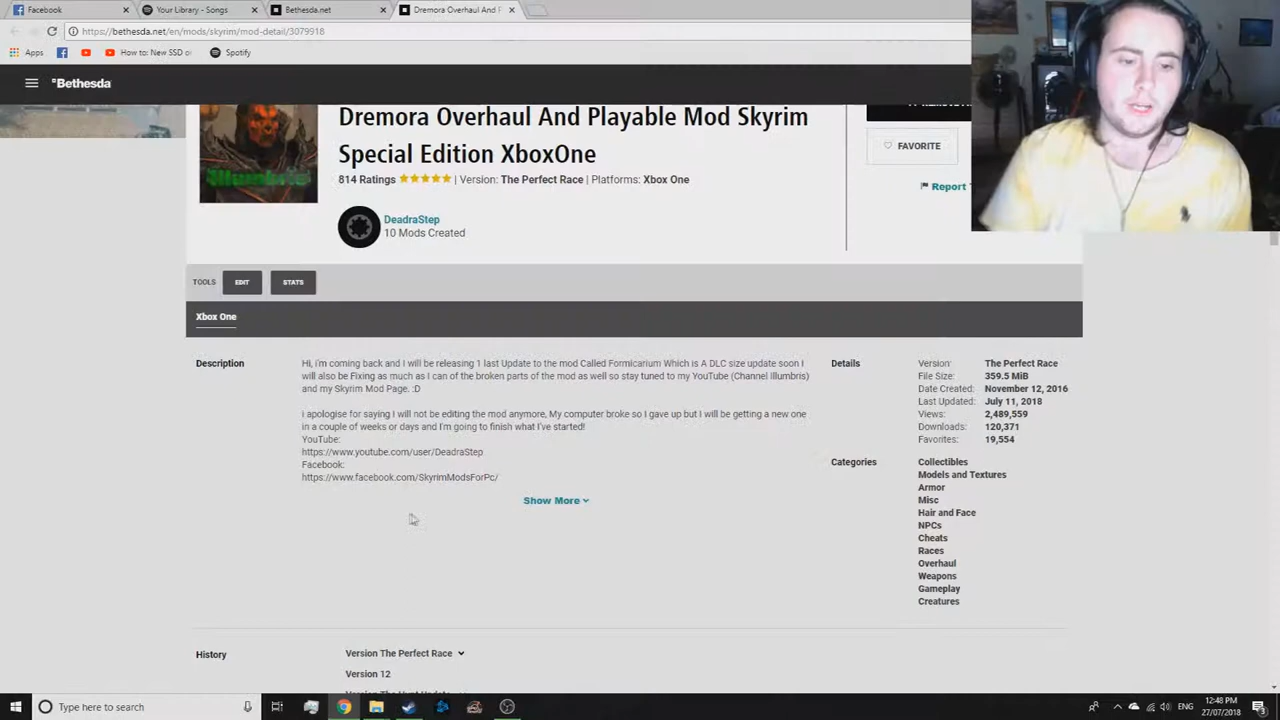 Facebook
Your Library - Songs
Bethesda.net
Dremora Overhaul And
https://bethesda.net/en/mods/skyrim/mod-detail/3079918
Apps
How to: New SSD o
Spotify
Bethesda
Dremora Overhaul And Playable Mod Skyrim
Special Edition XboxOne
814 Ratings | Version: The Perfect Race | Platforms: Xbox One
FAVORITE
Report
DeadraStep
10 Mods Created
TOOLS EDIT STATS
Xbox One
Description
Hi, i'm coming back and I will be releasing 1 last Update to the mod Called Formicarium Which is A DLC size update soon I
will also be Fixing as much as I can of the broken parts of the mod as well so stay tuned to my YouTube (Channel Illumbris)
and my Skyrim Mod Page. :D
I apologise for saying I will not be editing the mod anymore, My computer broke so I gave up but I will be getting a new one
in a couple of weeks or days and I'm going to finish what I've started!
YouTube:
https://www.youtube.com/user/DeadraStep
Facebook:
https://www.facebook.com/SkyrimModsForPc/
Show More
Details
Version: The Perfect Race
File Size: 359.5 MiB
Date Created: November 12, 2016
Last Updated: July 11, 2018
Views: 2,489,559
Downloads: 120,371
Favorites: 19,554
Categories
Collectibles
Models and Textures
Armor
Misc
Hair and Face
NPCs
Cheats
Races
Overhaul
Weapons
Gameplay
Creatures
History
Version The Perfect Race
Version 12
Type here to search
ENG
12:48 PM
27/07/2018